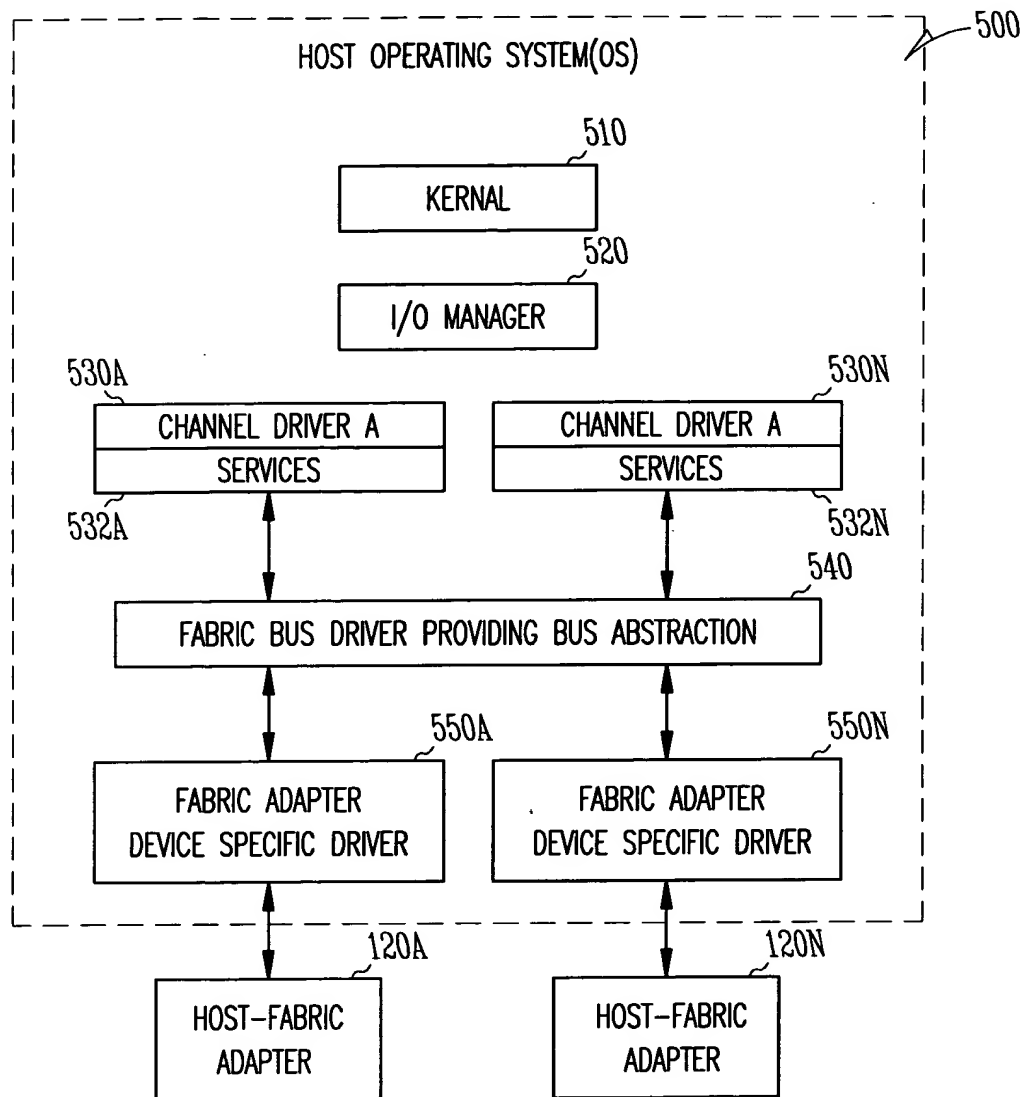 500
HOST OPERATING SYSTEM(OS)
510
KERNAL
520
I/O MANAGER
530A
530N
CHANNEL DRIVER A
CHANNEL DRIVER A
SERVICES
SERVICES
532A
532N
540
FABRIC BUS DRIVER PROVIDING BUS ABSTRACTION
550A
550N
FABRIC ADAPTER
DEVICE SPECIFIC DRIVER
FABRIC ADAPTER
DEVICE SPECIFIC DRIVER
120A
120N
HOST-FABRIC
ADAPTER
HOST-FABRIC
ADAPTER